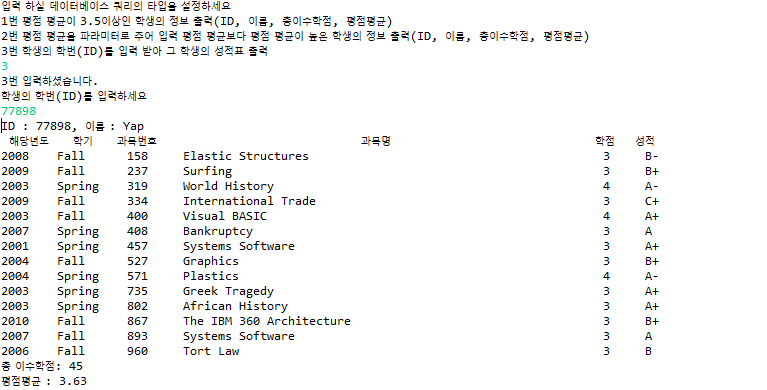 입력 하실 데이터베이스 쿼리의 타입을 설정하세요
1번 평점 평균이 3.5이상인 학생의 정보 출력(ID, 이름, 총이수학점, 평점평균)
2번 평점 평균을 파라미터로 주어 입력 평점 평균보다 평점 평균이 높은 학생의 정보 출력(ID, 이름, 총이수학점, 평점평균)
3번 학생의 학번(ID)를 입력 받아 그 학생의 성적표 출력
3
3번 입력하셨습니다.
학생의 학번(ID)를 입력하세요
77898
ID : 77898, 이름 : Yap
해당년도 학기 과목번호 과목명 학점 성적
2008 Fall 158 Elastic Structures 3 B-
2009 Fall 237 Surfing 3 B+
2003 Spring 319 World History 4 A-
2009 Fall 334 International Trade 3 C+
2003 Fall 400 Visual BASIC 4 A+
2007 Spring 408 Bankruptcy 3 A
2001 Spring 457 Systems Software 3 A+
2004 Fall 527 Graphics 3 B+
2004 Spring 571 Plastics 4 A-
2003 Spring 735 Greek Tragedy 3 A+
2003 Spring 802 African History 3 A+
2010 Fall 867 The IBM 360 Architecture 3 B+
2007 Fall 893 Systems Software 3 A
2006 Fall 960 Tort Law 3 B
총 이수학점: 45
평점평균 : 3.63